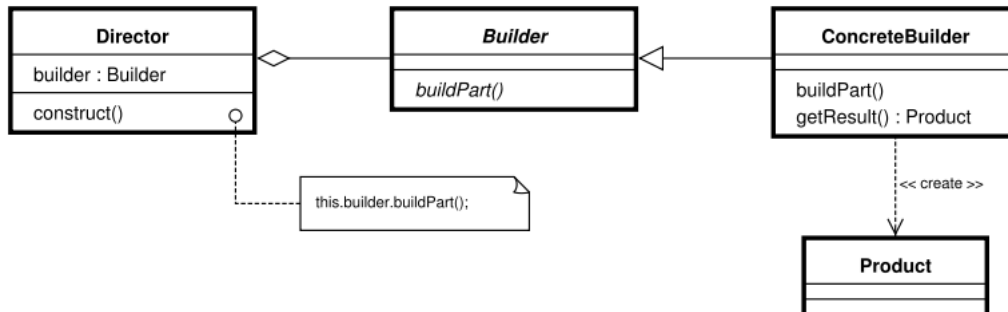 Director
builder : Builder
construct()
this.builder.buildPart();
Builder
buildPart()
ConcreteBuilder
buildPart()
getResult() : Product
<< create >>
Product